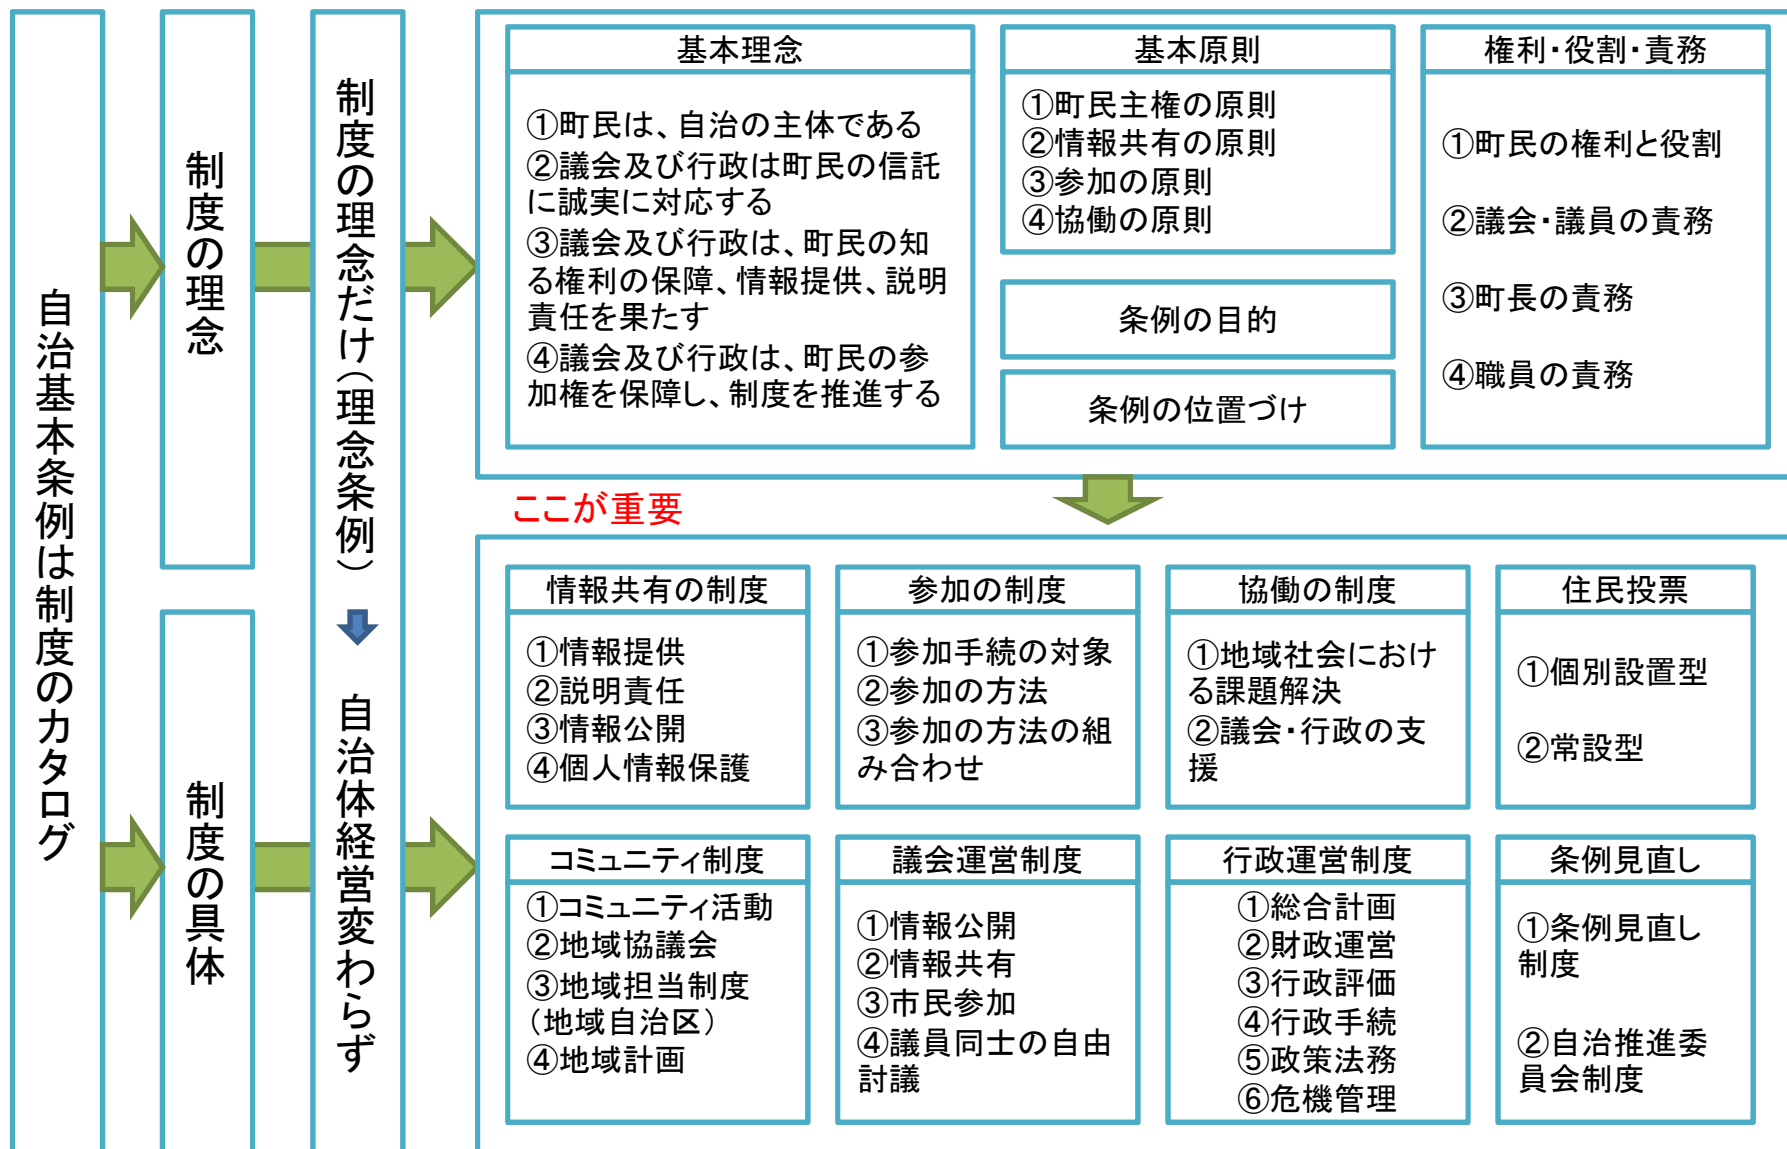 自治基本条例は制度のカタログ
制度の理念
制度の具体
制度の理念だけ（理念条例）
自治体経営変わらず
基本理念
①町民は、自治の主体である
②議会及び行政は町民の信託
に誠実に対応する
③議会及び行政は、町民の知
る権利の保障、情報提供、説明
責任を果たす
④議会及び行政は、町民の参
加権を保障し、制度を推進する
基本原則
①町民主権の原則
②情報共有の原則
③参加の原則
④協働の原則
条例の目的
条例の位置づけ
権利・役割・責務
①町民の権利と役割
②議会・議員の責務
③町長の責務
④職員の責務
ここが重要
情報共有の制度
①情報提供
②説明責任
③情報公開
④個人情報保護
参加の制度
①参加手続の対象
②参加の方法
③参加の方法の組
み合わせ
協働の制度
①地域社会におけ
る課題解決
②議会・行政の支
援
住民投票
①個別設置型
②常設型
コミュニティ制度
①コミュニティ活動
②地域協議会
③地域担当制度
（地域自治区）
④地域計画
議会運営制度
①情報公開
②情報共有
③市民参加
④議員同士の自由
討議
行政運営制度
①総合計画
②財政運営
③行政評価
④行政手続
⑤政策法務
⑥危機管理
条例見直し
①条例見直し
制度
②自治推進委
員会制度